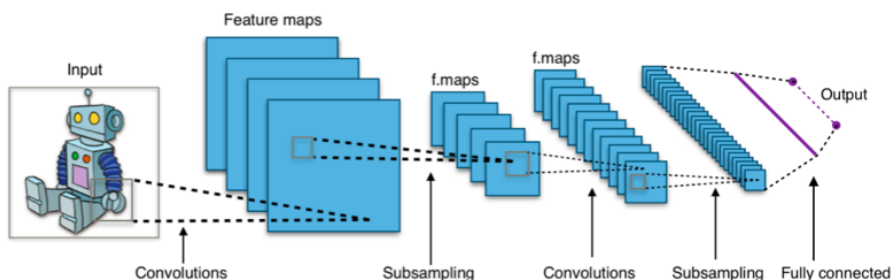 Feature maps
Input
f.maps
f.maps
Output
Convolutions
Subsampling
Convolutions
Subsampling
Fully connected